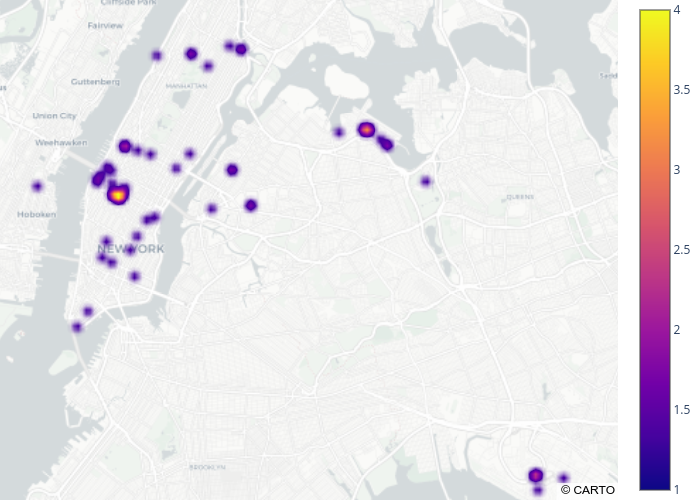 Cliffside Park
Fairview
Guttenberg
MANHATTAN
Union City
Weehawken
Hoboken
QUEENS
NEW YORK
BROOKLYN
© CARTO
4
3.5
3
2.5
2
1.5
1